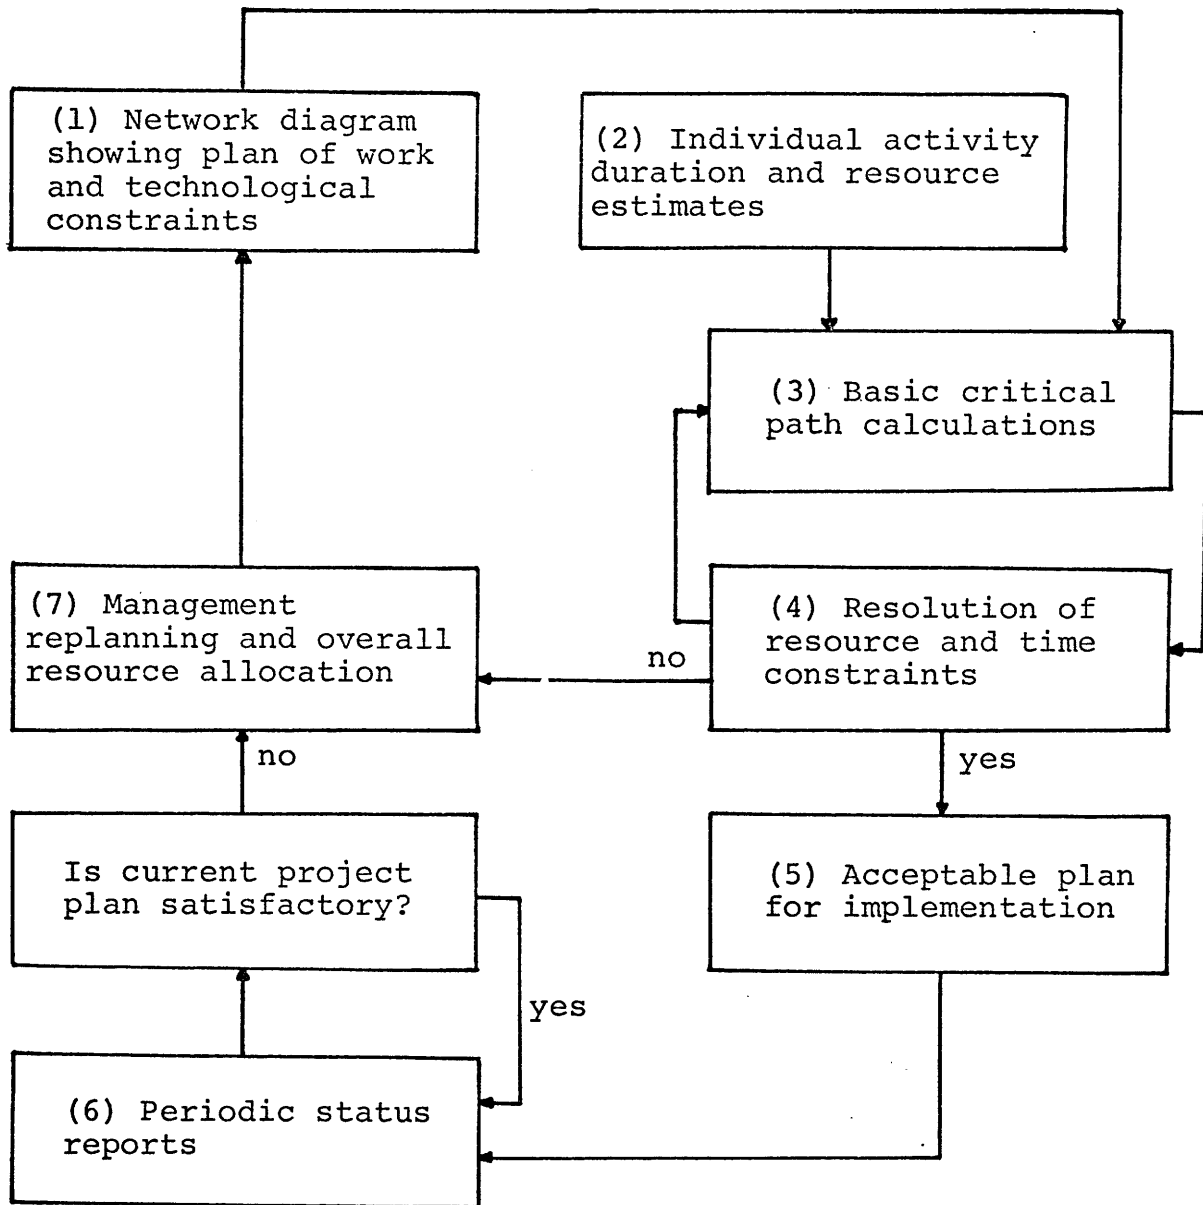 (1) Network diagram
showing plan of work
and technological
constraints
(2) Individual activity
duration and resource
estimates
(3) Basic critical
path calculations
(7) Management
replanning and overall
resource allocation
no
(4) Resolution of
resource and time
constraints
no
yes
Is current project
plan satisfactory?
(5) Acceptable plan
for implementation
yes
(6) Periodic status
reports